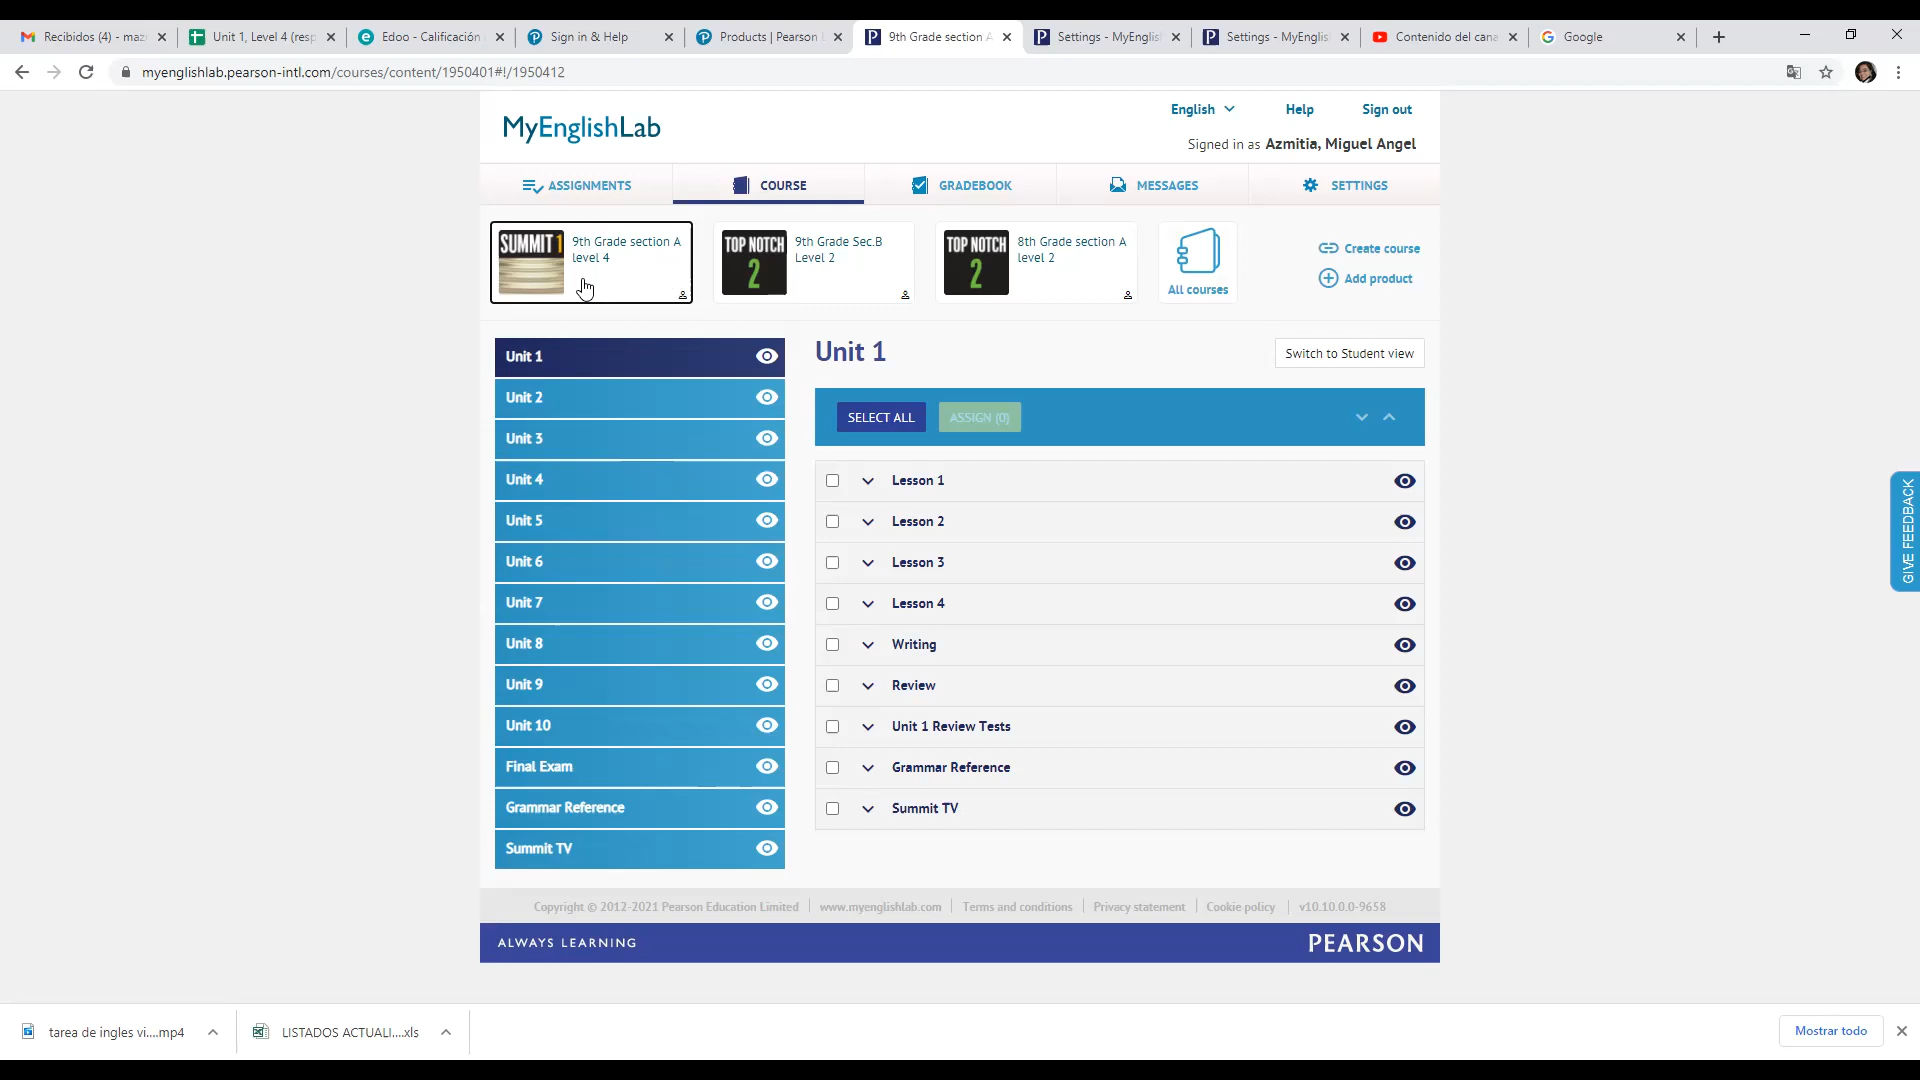 Recibidos (4) - maz
Unit 1, Level 4 (resp
Edoo - Calificación
Sign in & Help
Products | Pearson
9th Grade section A
Settings - MyEnglis
Settings - MyEnglis
Contenido del cana
Google
myenglishlab.pearson-intl.com/courses/content/1950401#!/1950412
MyEnglishLab
English
Help
Sign out
Signed in as Azmitia, Miguel Angel
ASSIGNMENTS
COURSE
GRADEBOOK
MESSAGES
SETTINGS
SUMMIT 1
9th Grade section A
level 4
TOP NOTCH
2
9th Grade Sec.B
Level 2
TOP NOTCH
2
8th Grade section A
level 2
All courses
Create course
Add product
Unit 1
Unit 2
Unit 3
Unit 4
Unit 5
Unit 6
Unit 7
Unit 8
Unit 9
Unit 10
Final Exam
Grammar Reference
Summit TV
Unit 1
Switch to Student view
SELECT ALL
ASSIGN (0)
Lesson 1
Lesson 2
Lesson 3
Lesson 4
Writing
Review
Unit 1 Review Tests
Grammar Reference
Summit TV
GIVE FEEDBACK
Copyright © 2012-2021 Pearson Education Limited
www.myenglishlab.com
Terms and conditions
Privacy statement
Cookie policy
v10.10.0.0-9658
ALWAYS LEARNING
PEARSON
tarea de ingles vi....mp4
LISTADOS ACTUALI....xls
Mostrar todo